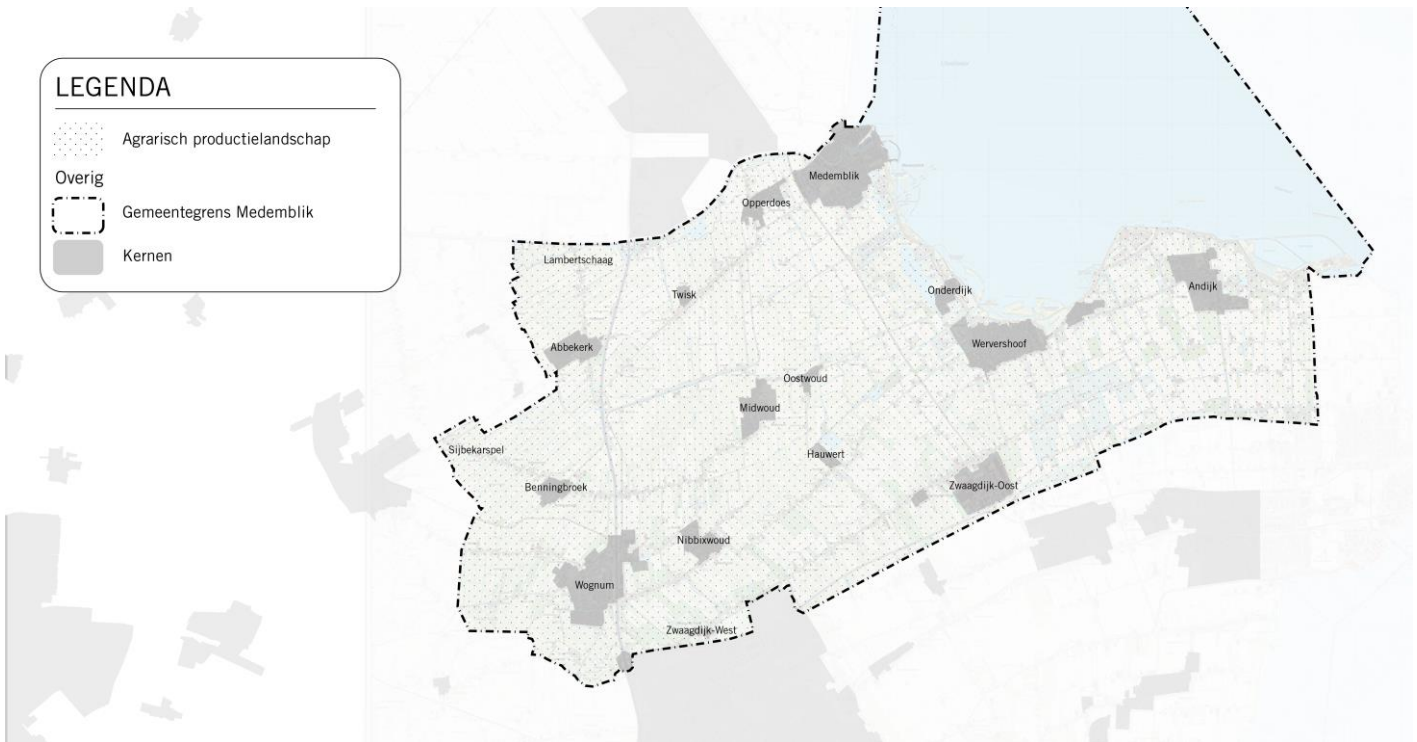 LEGENDA
Agrarisch productielandschap
Overig
Gemeentegrens Medemblik
Kernen
Medemblik
Opperdoes
Lambertschaag
Twisk
Onderdijk
Andijk
Abbekerk
Wervershoof
Oostwoud
Midwoud
Sijbekarspel
Hauwert
Benningbroek
Zwaagdijk-Oost
Nibbixwoud
Wognum
Zwaagdijk-West